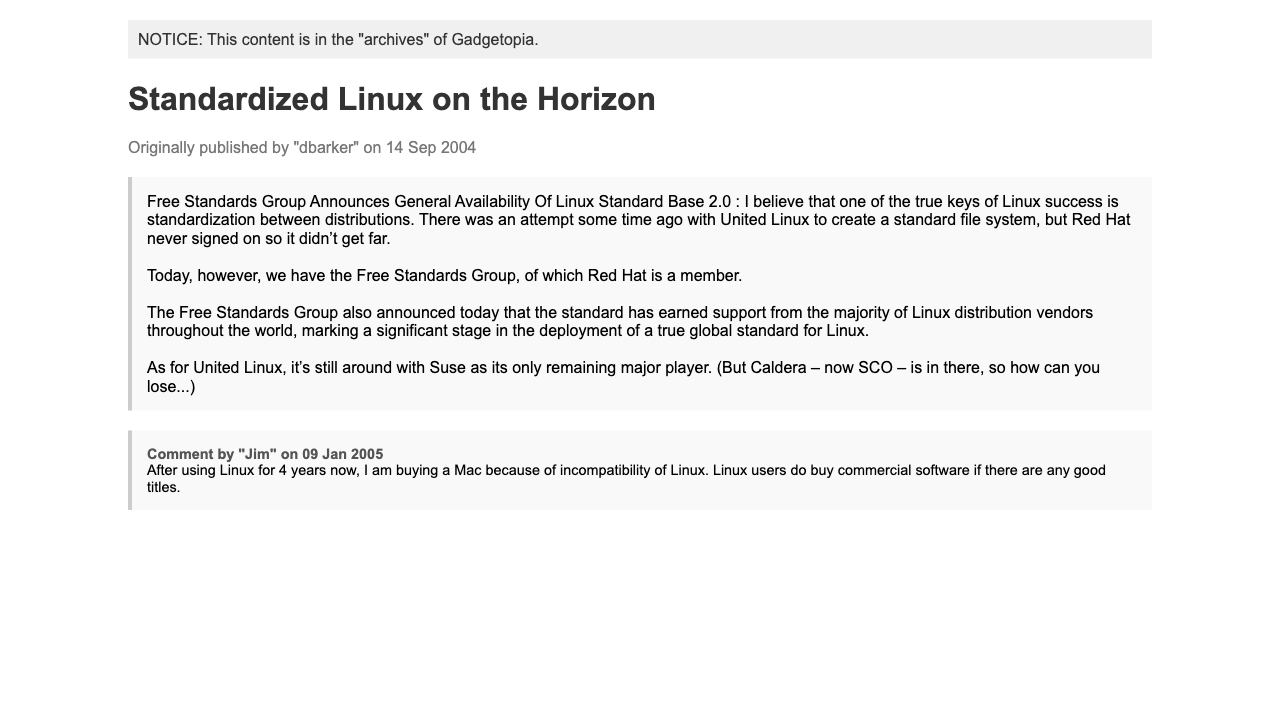 NOTICE: This content is in the "archives" of Gadgetopia.
Standardized Linux on the Horizon
Originally published by "dbarker" on 14 Sep 2004
Free Standards Group Announces General Availability Of Linux Standard Base 2.0 : I believe that one of the true keys of Linux success is
standardization between distributions. There was an attempt some time ago with United Linux to create a standard file system, but Red Hat
never signed on so it didn’t get far.
Today, however, we have the Free Standards Group, of which Red Hat is a member.
The Free Standards Group also announced today that the standard has earned support from the majority of Linux distribution vendors
throughout the world, marking a significant stage in the deployment of a true global standard for Linux.
As for United Linux, it’s still around with Suse as its only remaining major player. (But Caldera – now SCO – is in there, so how can you
lose...)
Comment by "Jim" on 09 Jan 2005
After using Linux for 4 years now, I am buying a Mac because of incompatibility of Linux. Linux users do buy commercial software if there are any good
titles.